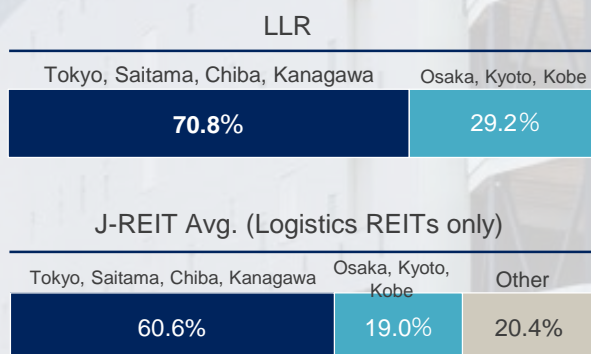 LLR
Tokyo, Saitama, Chiba, Kanagawa
Osaka, Kyoto, Kobe
70.8%
29.2%
J-REIT Avg. (Logistics REITs only)
Tokyo, Saitama, Chiba, Kanagawa
Osaka, Kyoto,
Kobe
Other
60.6%
19.0%
20.4%